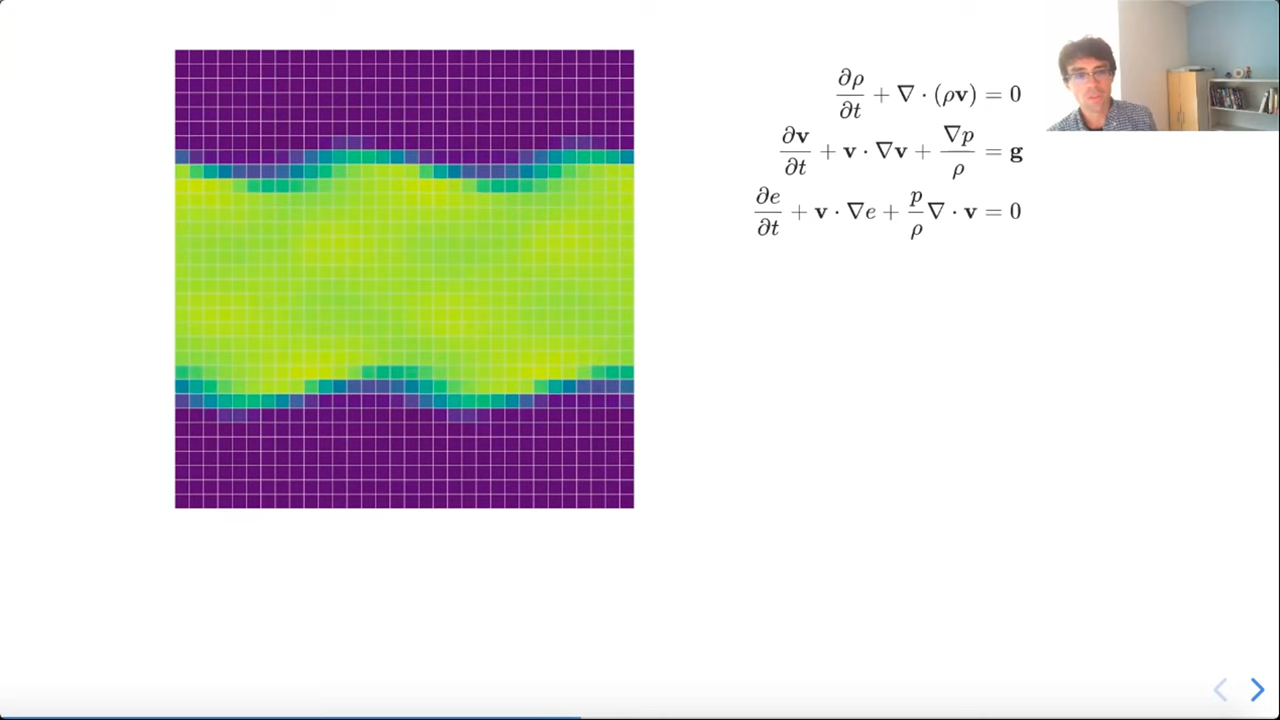 ∂ρ/∂t + ∇ · (ρv) = 0
∂v/∂t + v · ∇v + ∇p/ρ = g
∂e/∂t + v · ∇e + p/ρ ∇ · v = 0